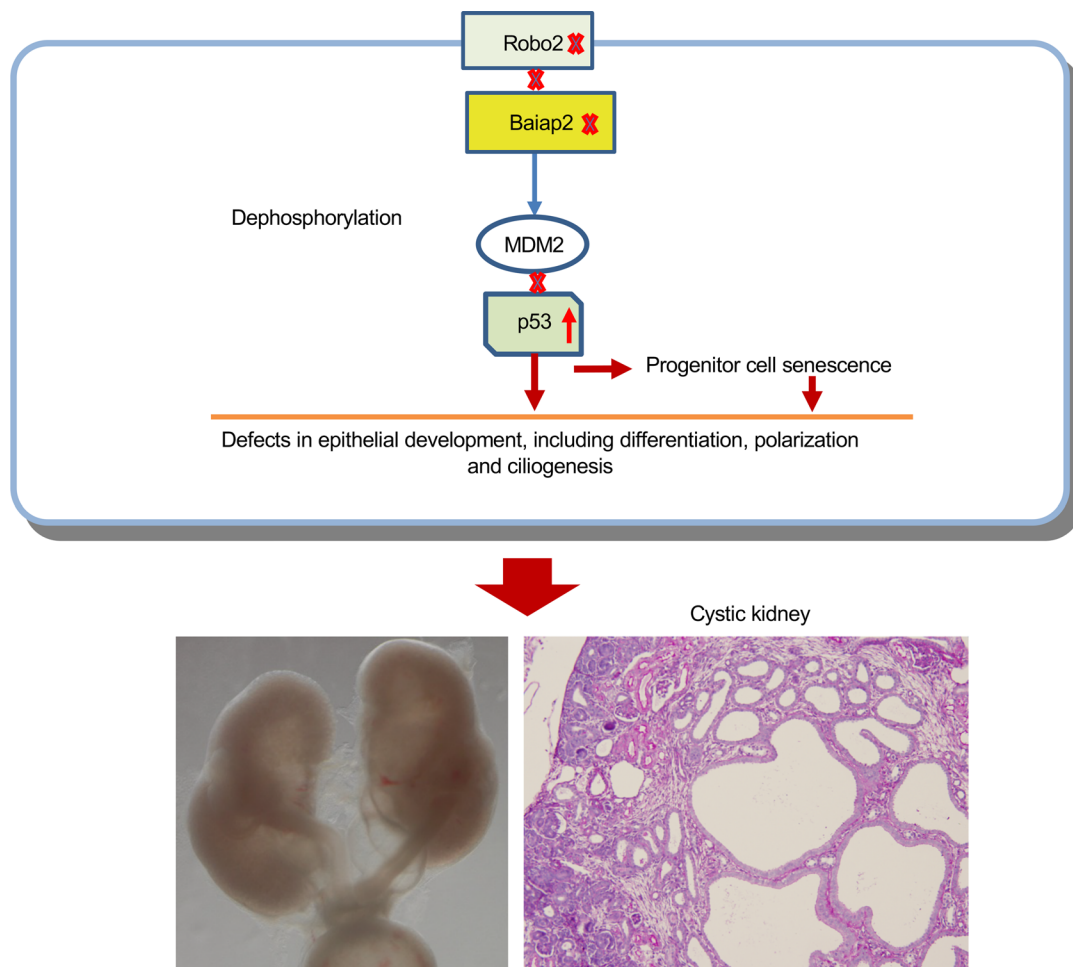 Robo2
Baiap2
Dephosphorylation
MDM2
p53
Progenitor cell senescence
Defects in epithelial development, including differentiation, polarization
and ciliogenesis
Cystic kidney